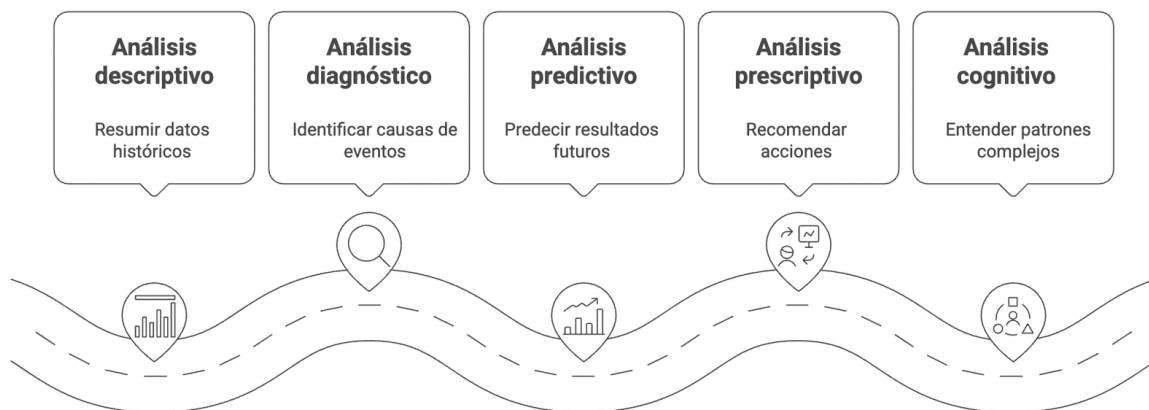 Análisis
descriptivo
Resumir datos
históricos
Análisis
diagnóstico
Identificar causas de
eventos
Análisis
predictivo
Predecir resultados
futuros
Análisis
prescriptivo
Recomendar
acciones
Análisis
cognitivo
Entender patrones
complejos